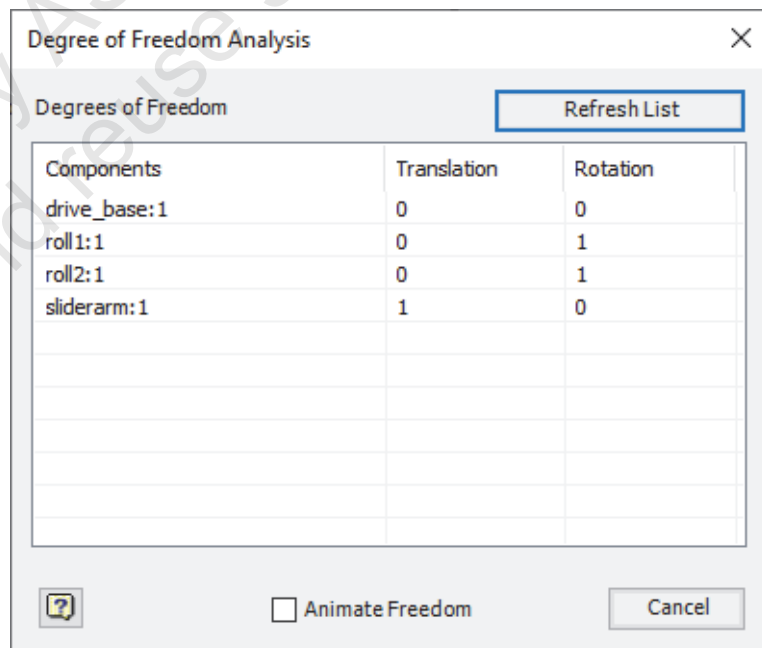 Degree of Freedom Analysis
Degrees of Freedom Refresh List
Components Translation Rotation
drive_base:1 0 0
roll1:1 0 1
roll2:1 0 1
sliderarm:1 1 0
Animate Freedom Cancel